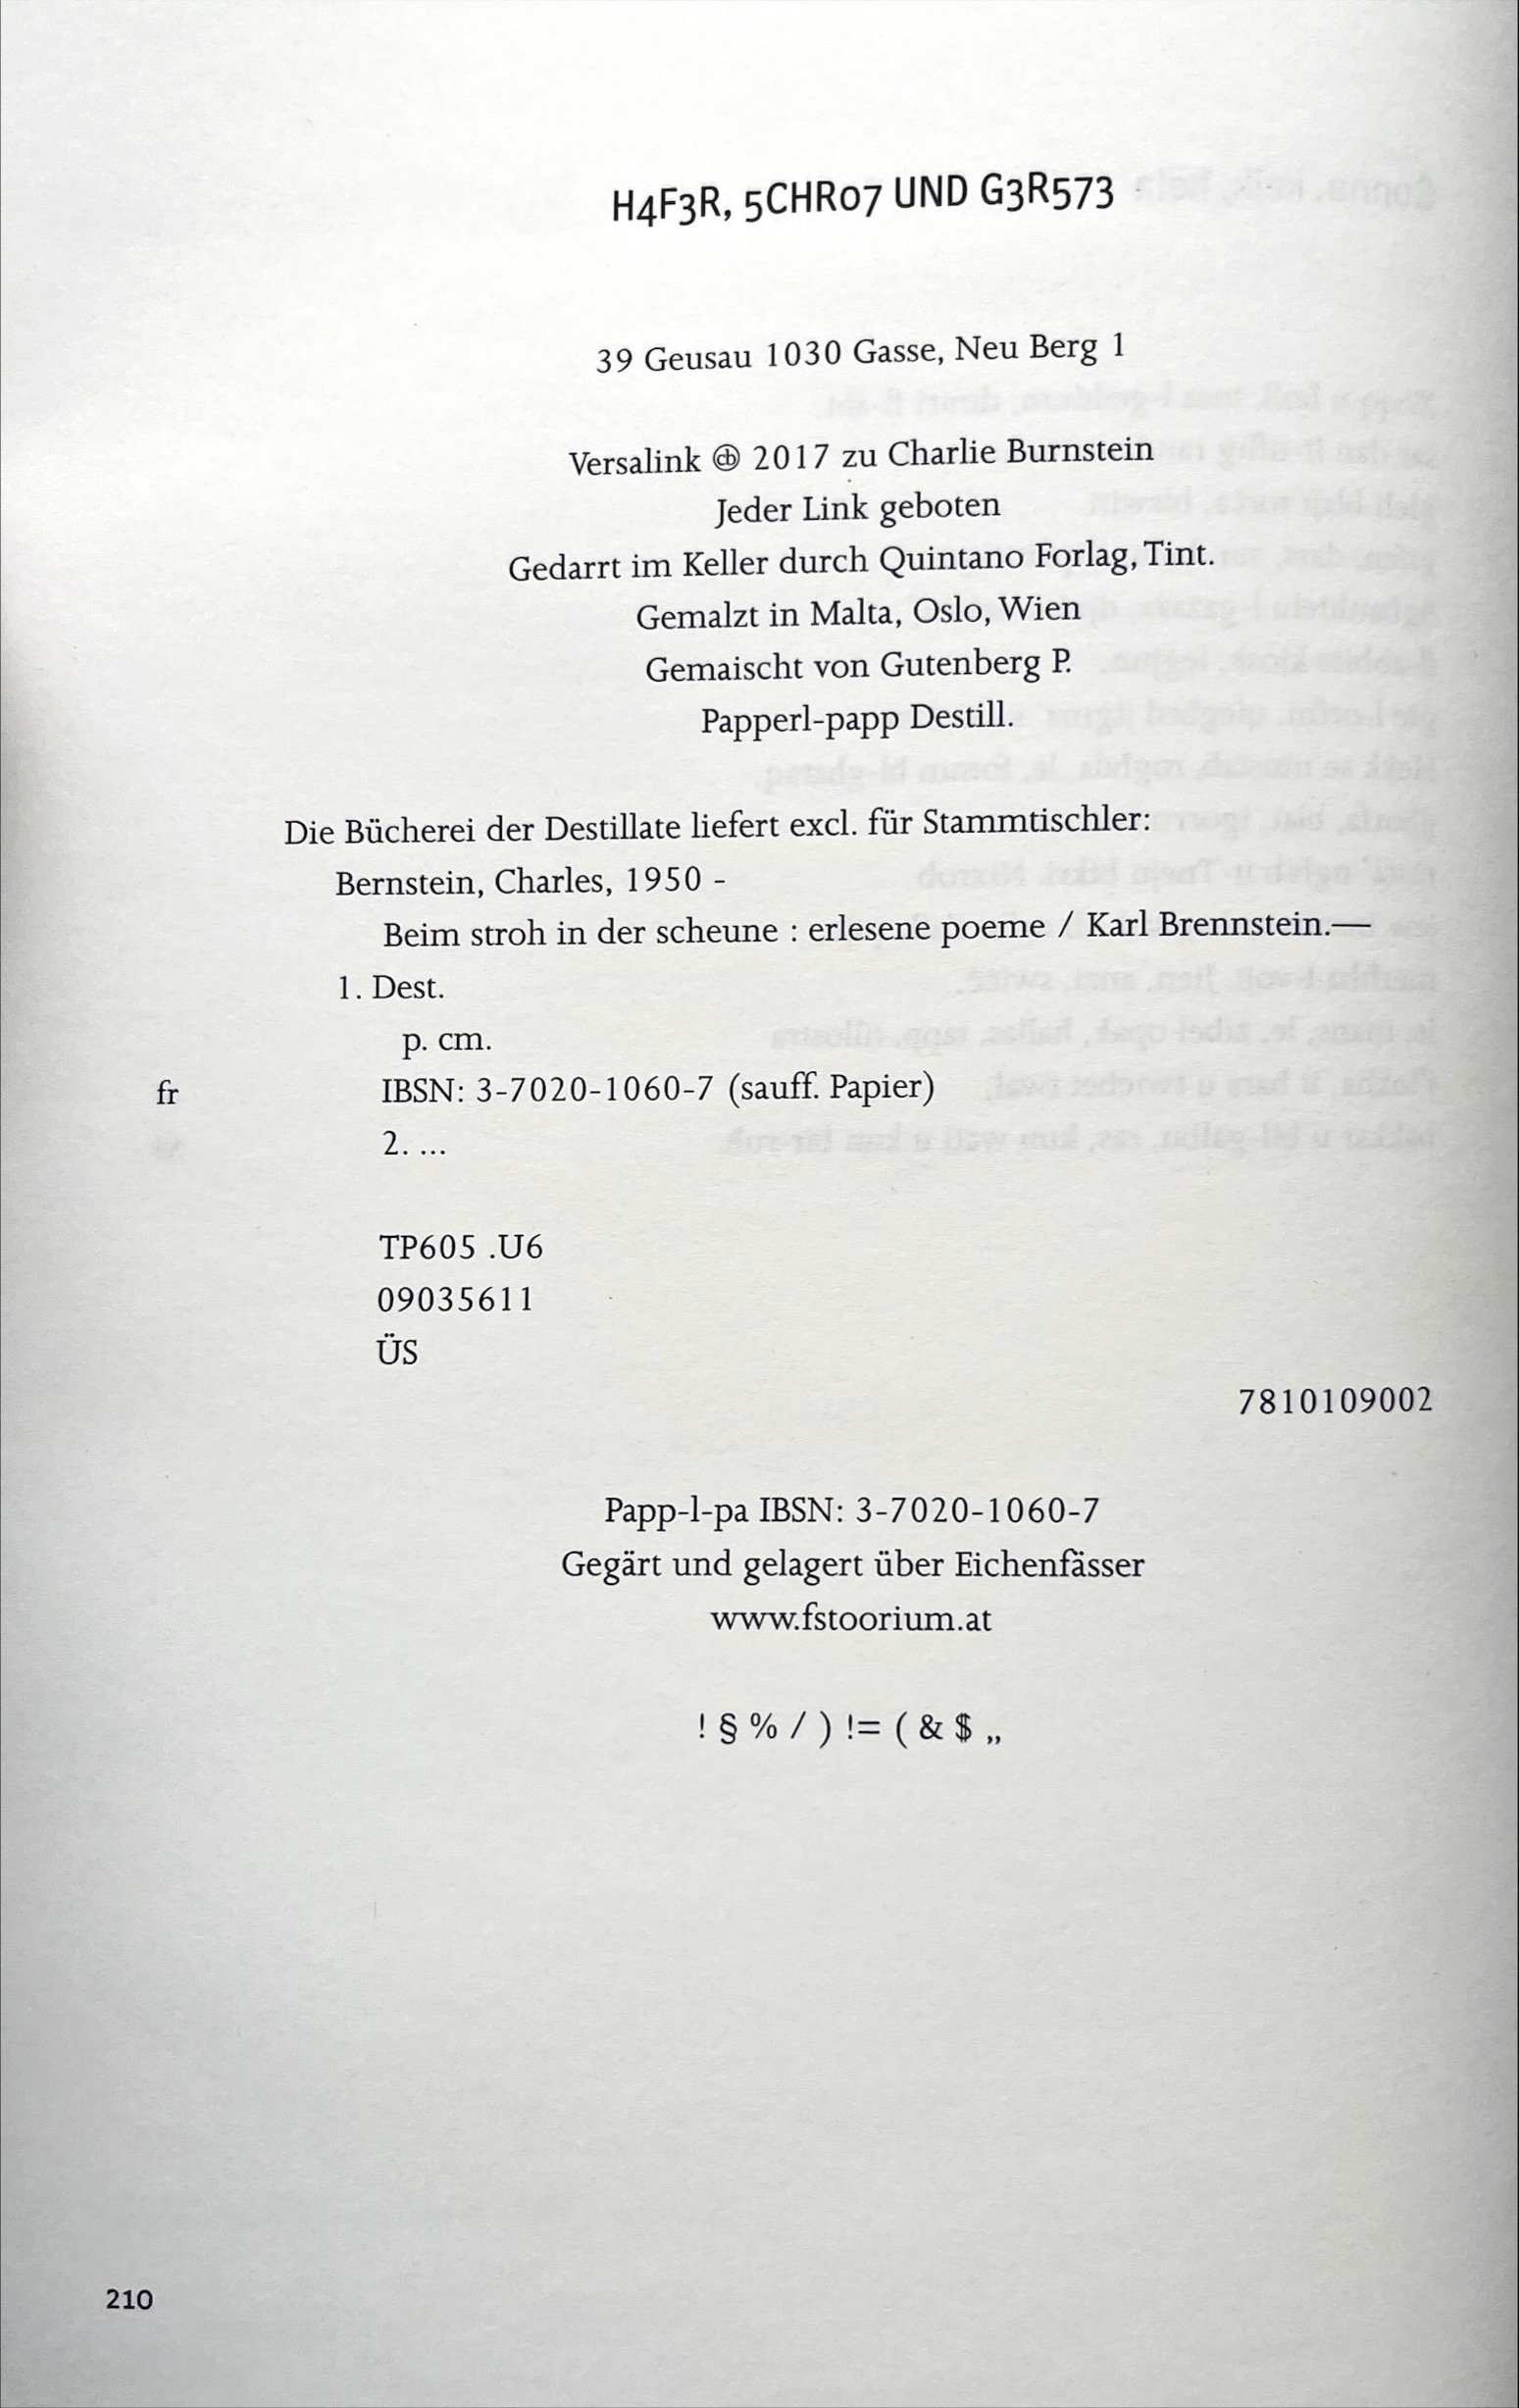 H4F3R, 5CHR07 UND G3R573
39 Geusau 1030 Gasse, Neu Berg 1
Versalink ㏈ 2017 zu Charlie Burnstein
Jeder Link geboten
Gedarrt im Keller durch Quintano Forlag, Tint.
Gemalzt in Malta, Oslo, Wien
Gemaischt von Gutenberg P.
Papperl-papp Destill.
Die Bücherei der Destillate liefert excl. für Stammtischler:
Bernstein, Charles, 1950 -
Beim stroh in der scheune : erlesene poeme / Karl Brennstein.—
1. Dest.
p. cm.
fr IBSN: 3-7020-1060-7 (sauff. Papier)
2. ...
TP605 .U6
09035611
ÜS
7810109002
Papp-l-pa IBSN: 3-7020-1060-7
Gegärt und gelagert über Eichenfässer
www.fstoorium.at
! § % / ) != ( & $ „
210